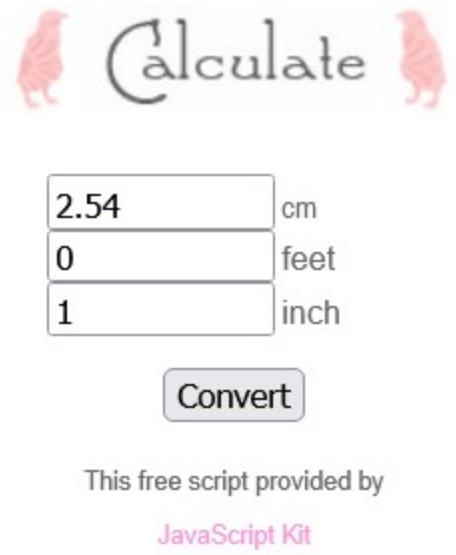 Calculate
2.54 cm
0 feet
1 inch
Convert
This free script provided by
JavaScript Kit